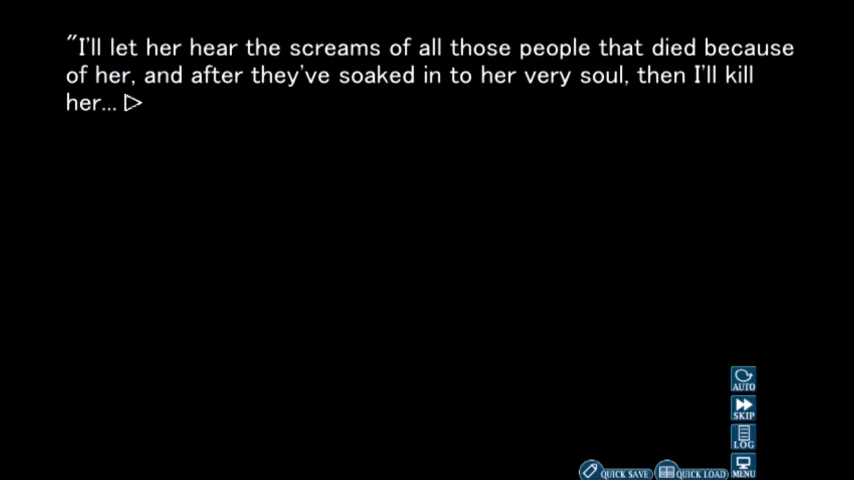 "I'll let her hear the screams of all those people that died because
of her, and after they've soaked in to her very soul, then I'll kill
her...
AUTO
SKIP
LOG
MENU
QUICK SAVE
QUICK LOAD